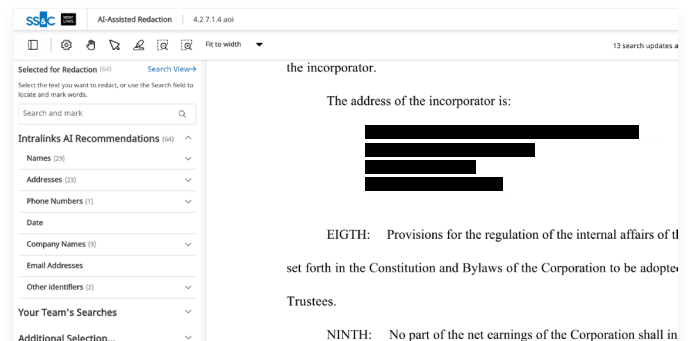 SS&C INTRA LINKS AI-Assisted Redaction 4.2 7.1.4 aoi
Fit to width 13 search updates a
Selected for Redaction (64) Search View→
Select the text you want to redact, or use the Search field to
locate and mark words.
Search and mark
Intralinks AI Recommendations (64)
Names (29)
Addresses (23)
Phone Numbers (1)
Date
Company Names (9)
Email Addresses
Other identifiers (2)
Your Team's Searches
Additional Selection...
the incorporator.
The address of the incorporator is:
EIGTH: Provisions for the regulation of the internal affairs of th
set forth in the Constitution and Bylaws of the Corporation to be adopte
Trustees.
NINTH: No part of the net earnings of the Corporation shall in